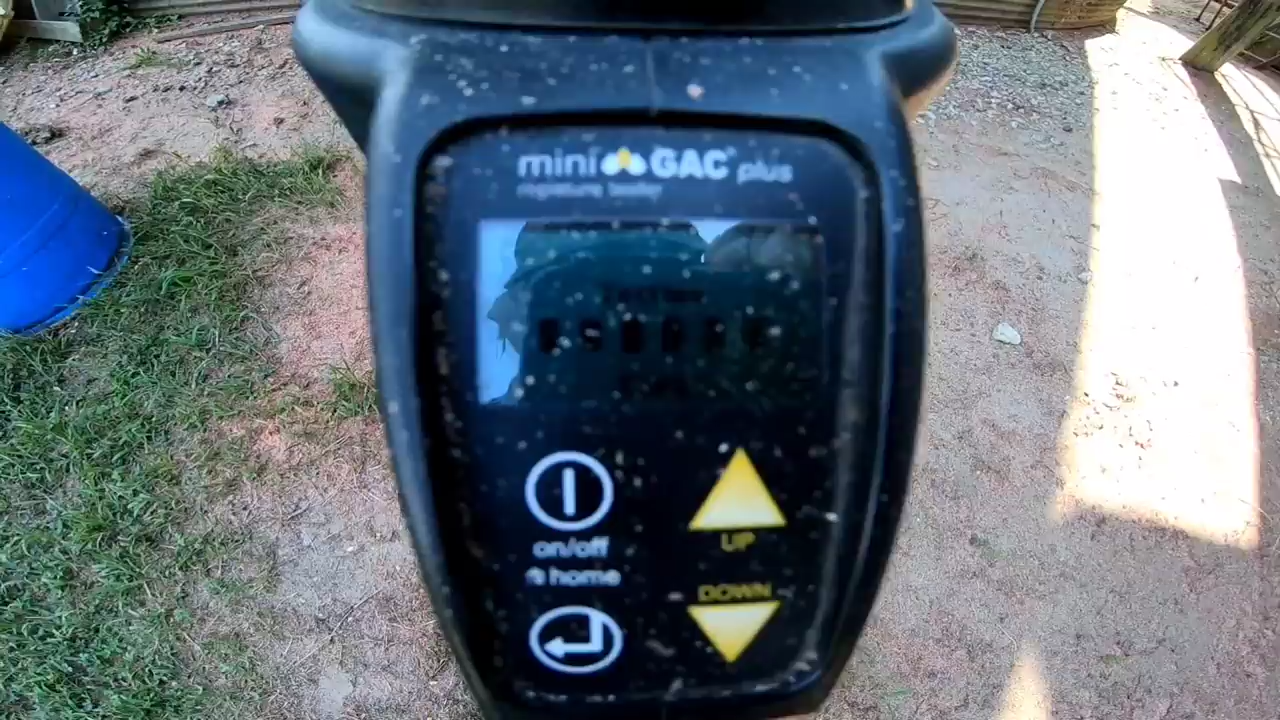 mini GAC plus
moisture tester
on/off
home
UP
DOWN